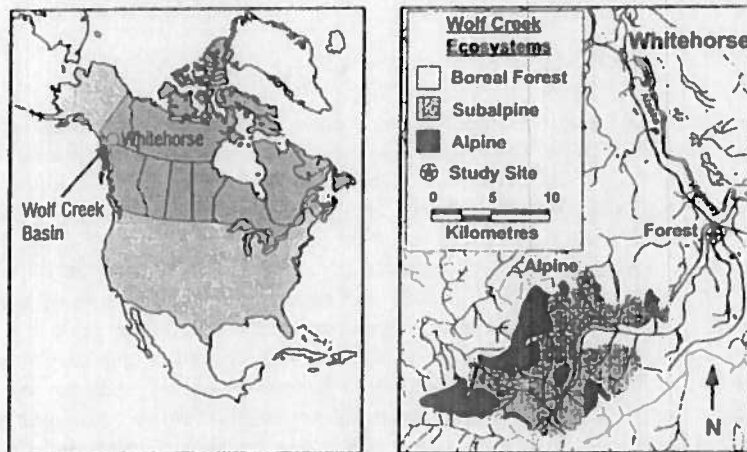 Whitehorse
Wolf Creek
Basin
Wolf Creek
Ecosystems
Boreal Forest
Subalpine
Alpine
Study Site
0 5 10
Kilometres
Whitehorse
Forest
Alpine
N